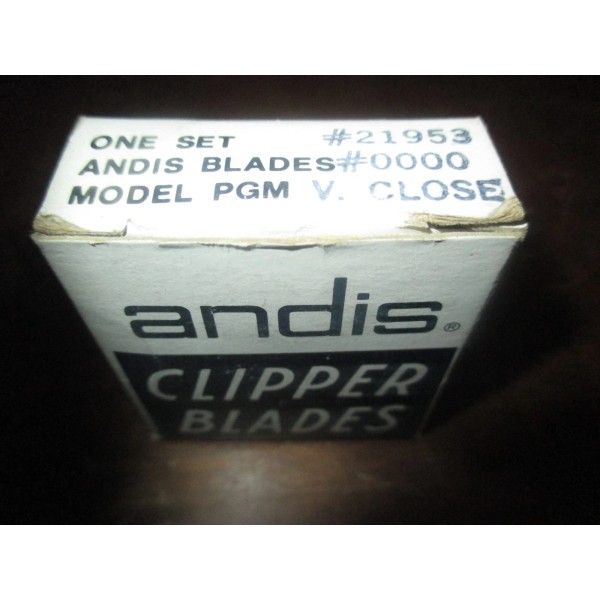 ONE SET #21953
ANDIS BLADES #0000
MODEL PGM V. CLOSE
andis®
CLIPPER
BLADES